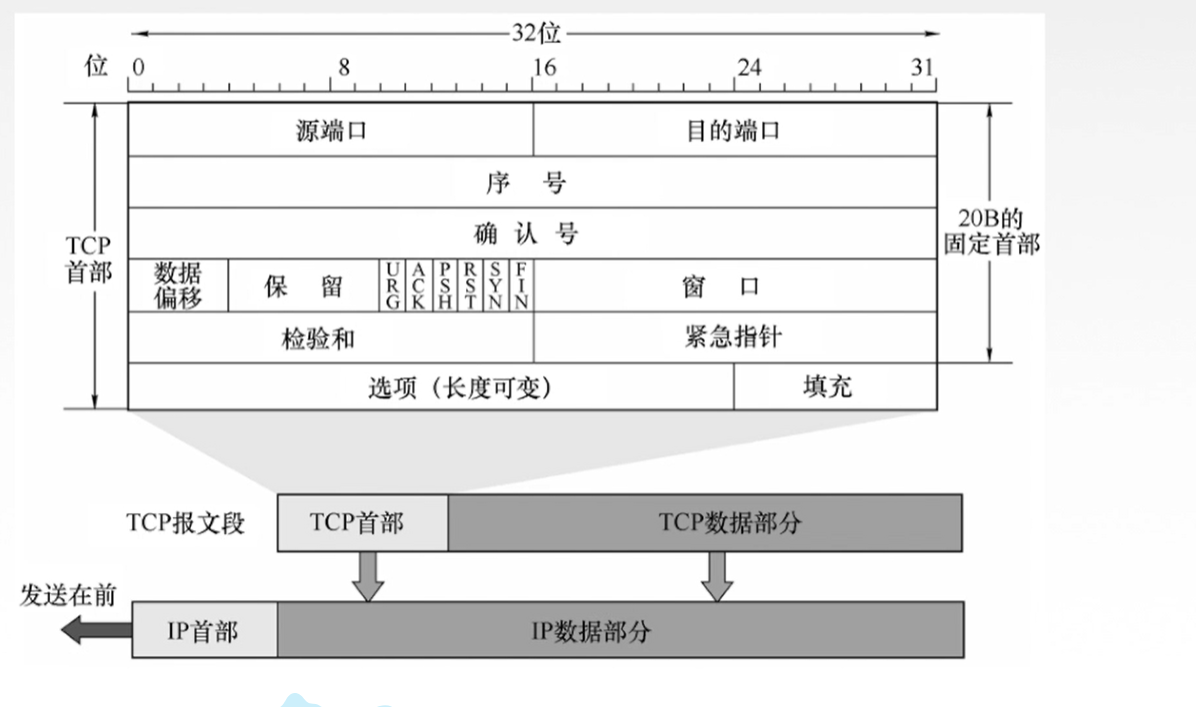 32位
位 0 8 16 24 31
源端口 目的端口
序 号
确 认 号
TCP
首部
20B的
固定首部
数据
偏移
保 留
URG ACK PSH RST SYN FIN
窗 口
检验和 紧急指针
选项（长度可变） 填充
TCP报文段 TCP首部 TCP数据部分
发送在前
IP首部 IP数据部分